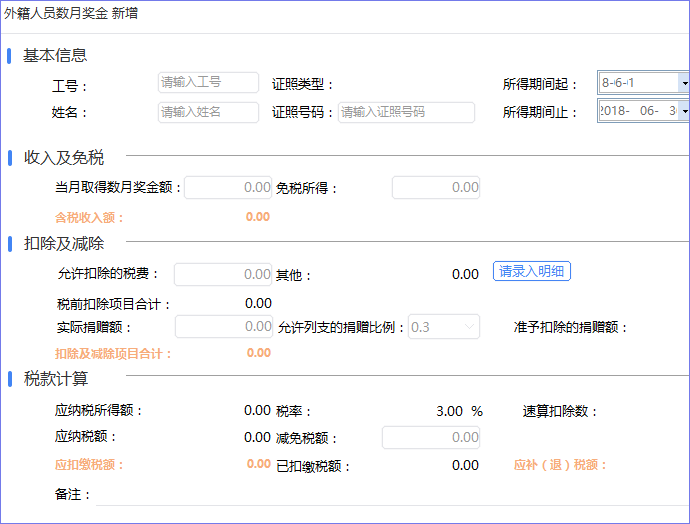 外籍人员数月奖金 新增
基本信息
工号： 请输入工号 证照类型： 所得期间起： 8-6-1
姓名： 请输入姓名 证照号码： 请输入证照号码 所得期间止： 2018- 06- 3
收入及免税
当月取得数月奖金额： 0.00 免税所得： 0.00
含税收入额： 0.00
扣除及减除
允许扣除的税费： 0.00 其他： 0.00 请录入明细
税前扣除项目合计： 0.00
实际捐赠额： 0.00 允许列支的捐赠比例： 0.3 准予扣除的捐赠额：
扣除及减除项目合计： 0.00
税款计算
应纳税所得额： 0.00 税率： 3.00 % 速算扣除数：
应纳税额： 0.00 减免税额： 0.00
应扣缴税额： 0.00 已扣缴税额： 0.00 应补（退）税额：
备注：